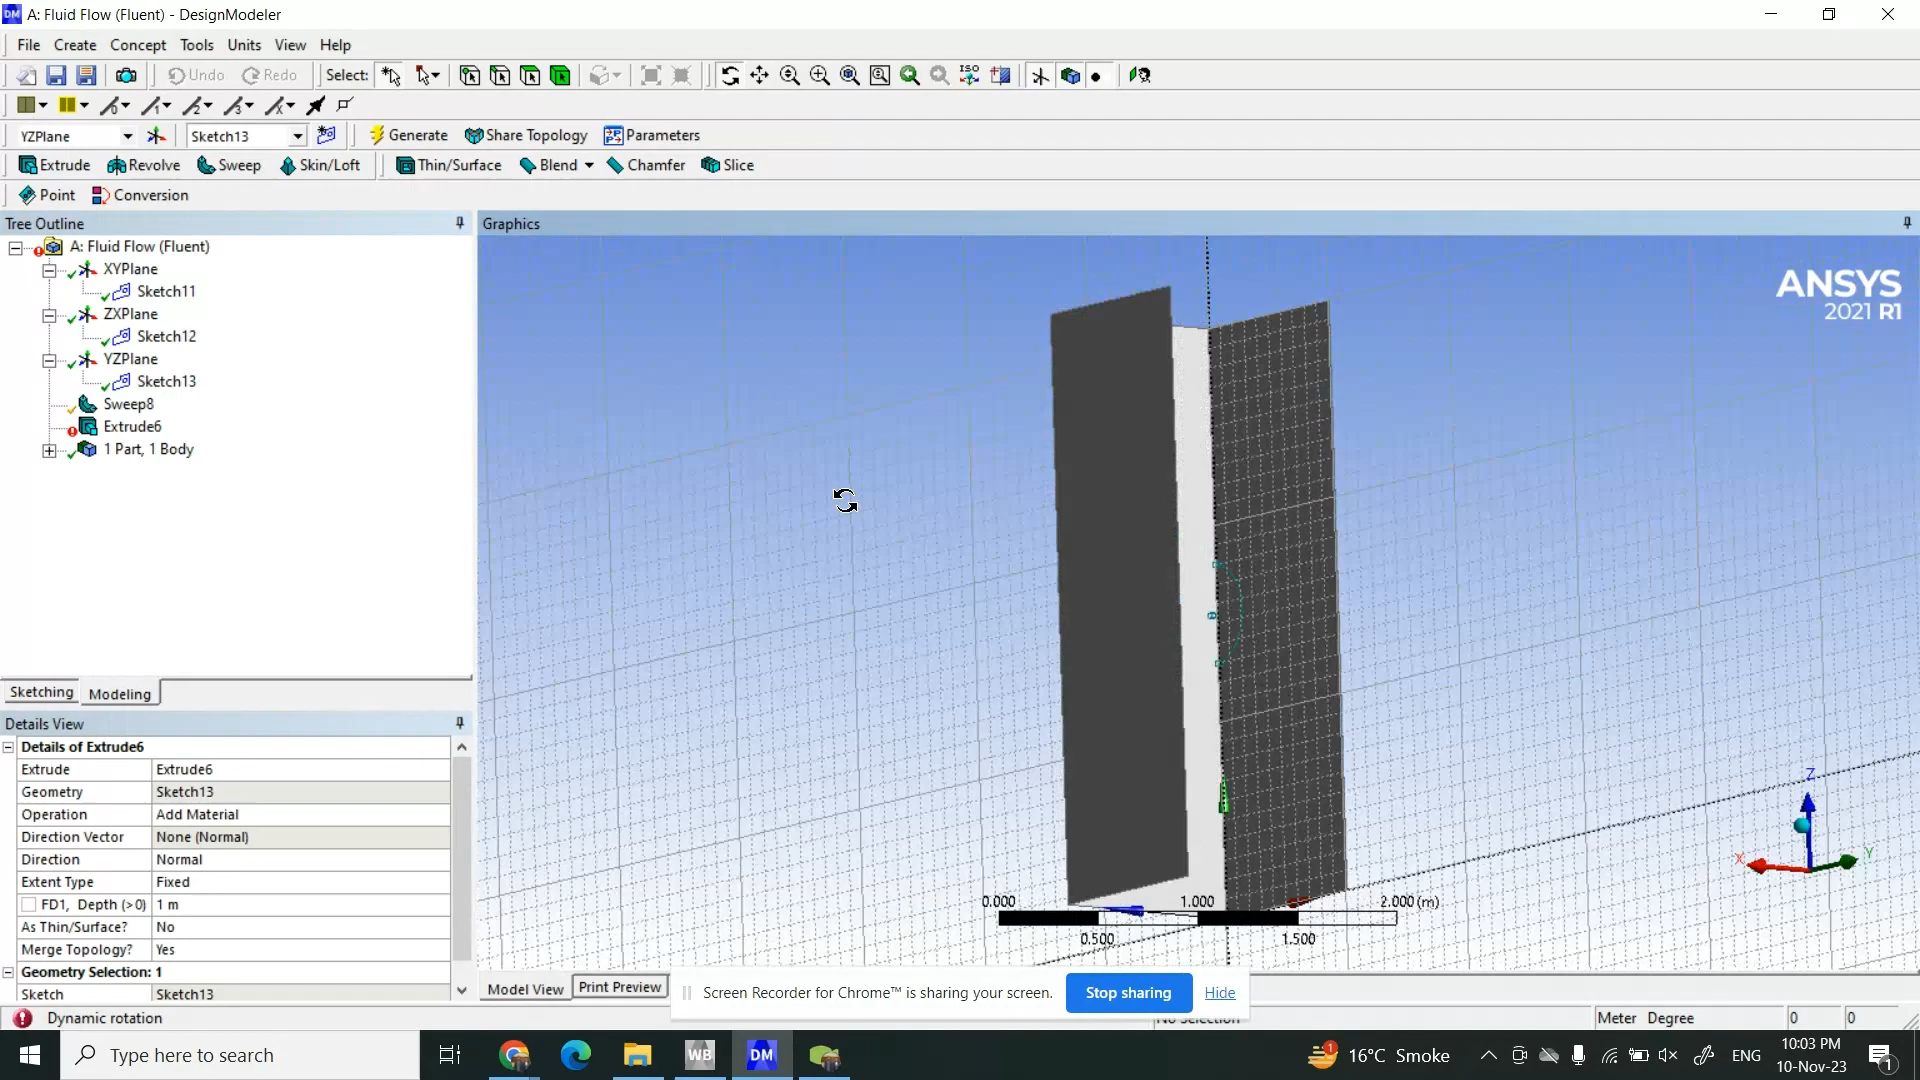 A: Fluid Flow (Fluent) - DesignModeler
File Create Concept Tools Units View Help
Undo Redo Select:
YZPlane Sketch13 Generate Share Topology Parameters
Extrude Revolve Sweep Skin/Loft Thin/Surface Blend Chamfer Slice
Point Conversion
Tree Outline
A: Fluid Flow (Fluent)
XYPlane
Sketch11
ZXPlane
Sketch12
YZPlane
Sketch13
Sweep8
Extrude6
1 Part, 1 Body
Sketching Modeling
Details View
Details of Extrude6
Extrude Extrude6
Geometry Sketch13
Operation Add Material
Direction Vector None (Normal)
Direction Normal
Extent Type Fixed
FD1, Depth (>0) 1 m
As Thin/Surface? No
Merge Topology? Yes
Geometry Selection: 1
Sketch Sketch13
Graphics
ANSYS
2021 R1
0.000 1.000 2.000 (m)
0.500 1.500
Z
X
Y
Model View Print Preview
Screen Recorder for Chrome™ is sharing your screen. Stop sharing Hide
Dynamic rotation No Selection Meter Degree 0 0
Type here to search
WB DM
1 16°C Smoke ENG
10:03 PM
10-Nov-23
1